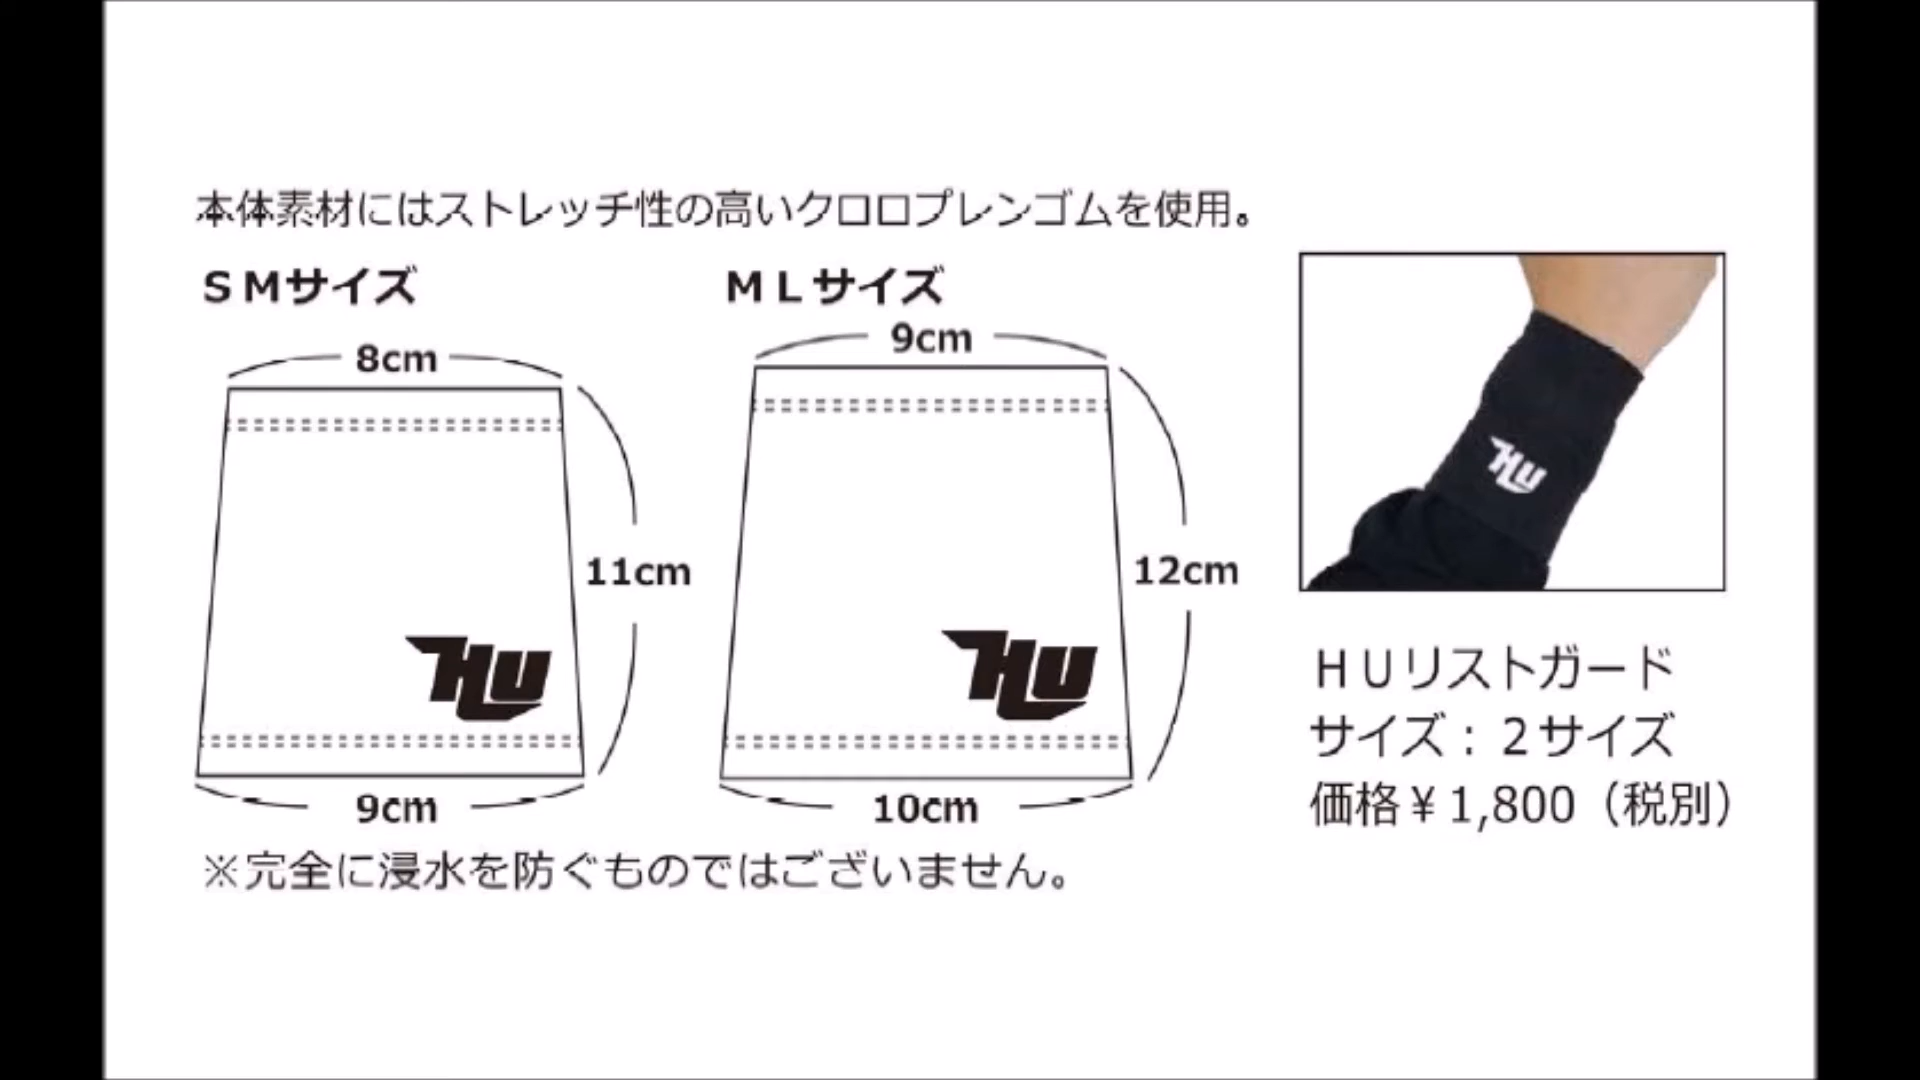 本体素材にはストレッチ性の高いクロロプレンゴムを使用。
ＳＭサイズ
8cm
11cm
HU
9cm
ＭＬサイズ
9cm
12cm
HU
10cm
※完全に浸水を防ぐものではございません。
HU
ＨＵリストガード
サイズ：２サイズ
価格￥1,800（税別）